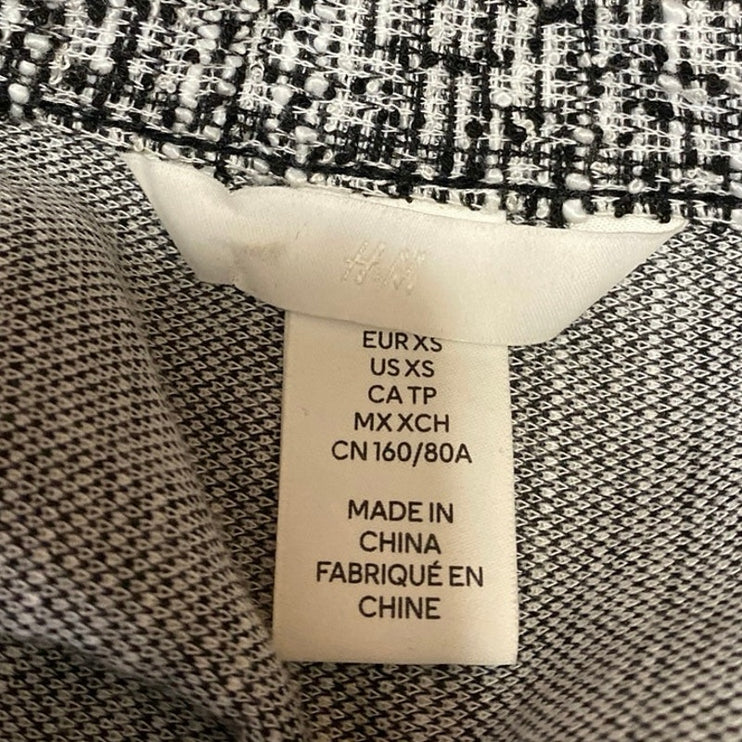 H&M
EUR XS
US XS
CA TP
MX XCH
CN 160/80A
MADE IN
CHINA
FABRIQUÉ EN
CHINE